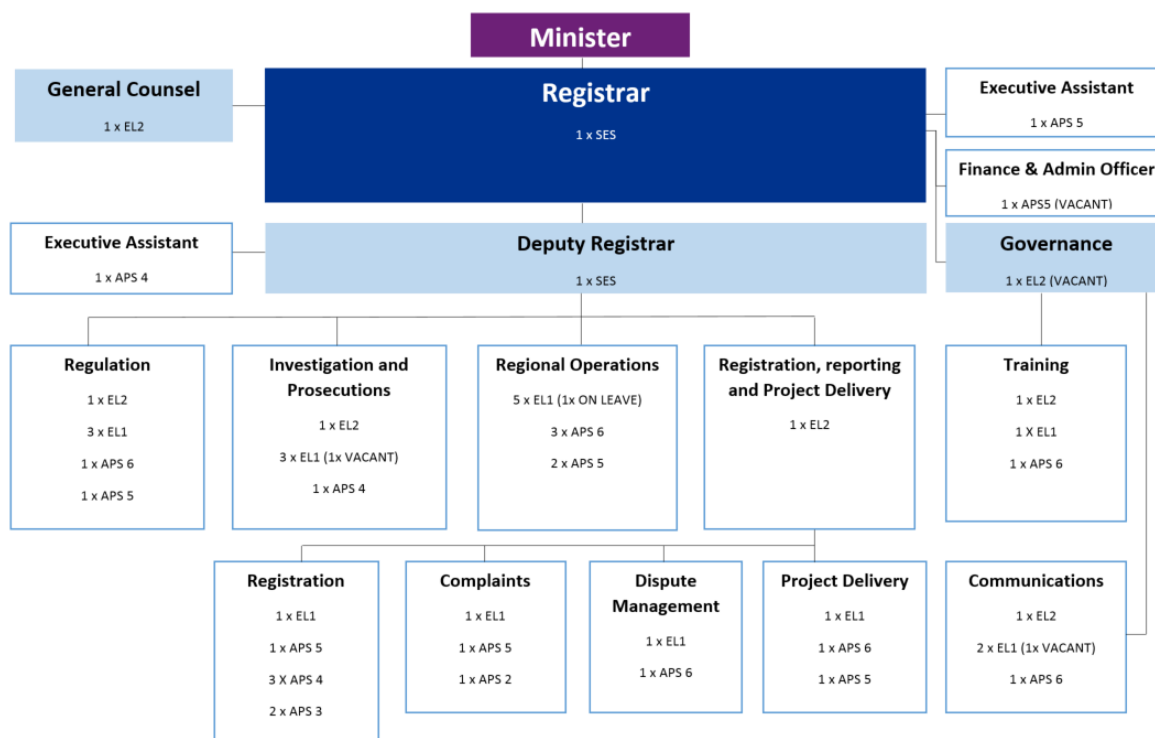 Minister
General Counsel
1 x EL2
Registrar
1 x SES
Executive Assistant
1 x APS 5
Finance & Admin Officer
1 x APS5 (VACANT)
Executive Assistant
1 x APS 4
Deputy Registrar
1 x SES
Governance
1 x EL2 (VACANT)
Regulation
1 x EL2
3 x EL1
1 x APS 6
1 x APS 5
Investigation and
Prosecutions
1 x EL2
3 x EL1 (1x VACANT)
1 x APS 4
Regional Operations
5 x EL1 (1x ON LEAVE)
3 x APS 6
2 x APS 5
Registration, reporting
and Project Delivery
1 x EL2
Training
1 x EL2
1 X EL1
1 x APS 6
Registration
1 x EL1
1 x APS 5
3 X APS 4
2 x APS 3
Complaints
1 x EL1
1 x APS 5
1 x APS 2
Dispute
Management
1 x EL1
1 x APS 6
Project Delivery
1 x EL1
1 x APS 6
1 x APS 5
Communications
1 x EL2
2 x EL1 (1x VACANT)
1 x APS 6